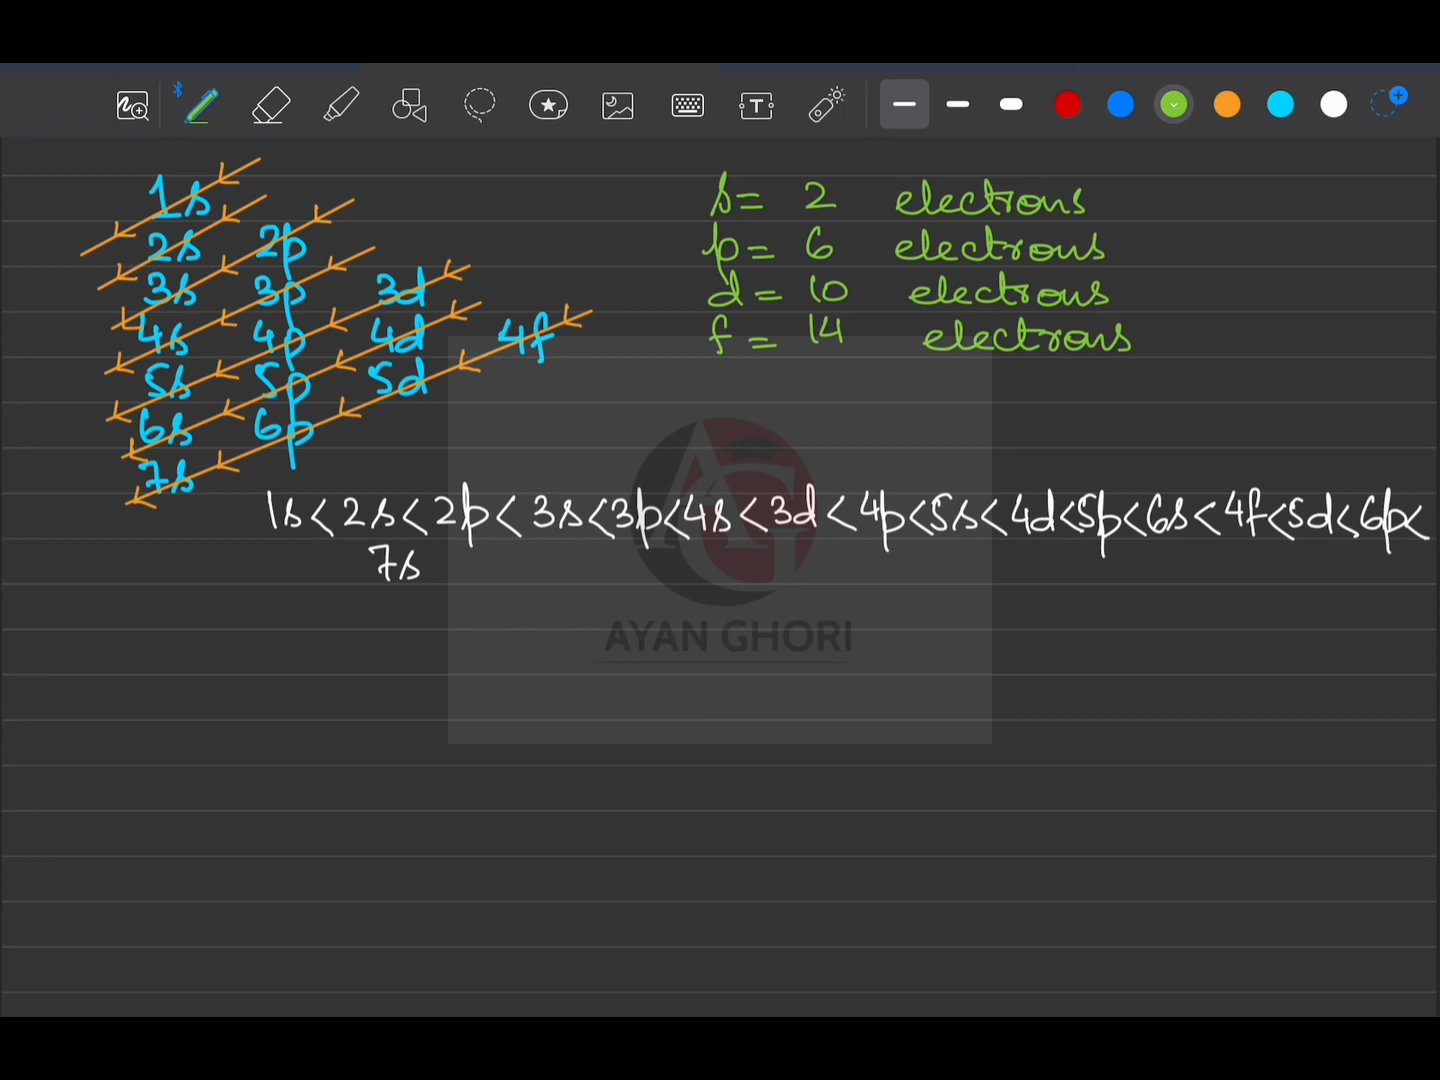 1s
2s 2p
3s 3p 3d
4s 4p 4d 4f
5s 5p 5d
6s 6p
7s
s = 2 electrons
p = 6 electrons
d = 10 electrons
f = 14 electrons
1s < 2s < 2p < 3s < 3p < 4s < 3d < 4p < 5s < 4d < 5p < 6s < 4f < 5d < 6p <
7s
AYAN GHORI